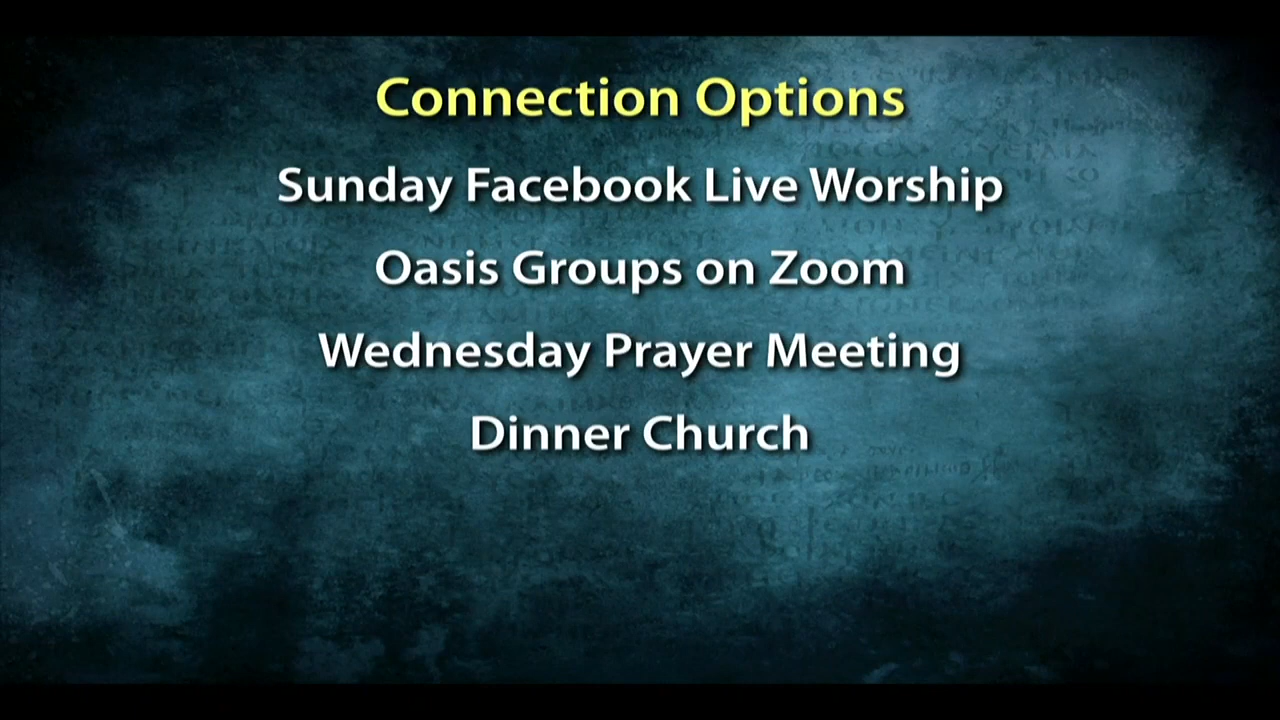 Connection Options
Sunday Facebook Live Worship
Oasis Groups on Zoom
Wednesday Prayer Meeting
Dinner Church